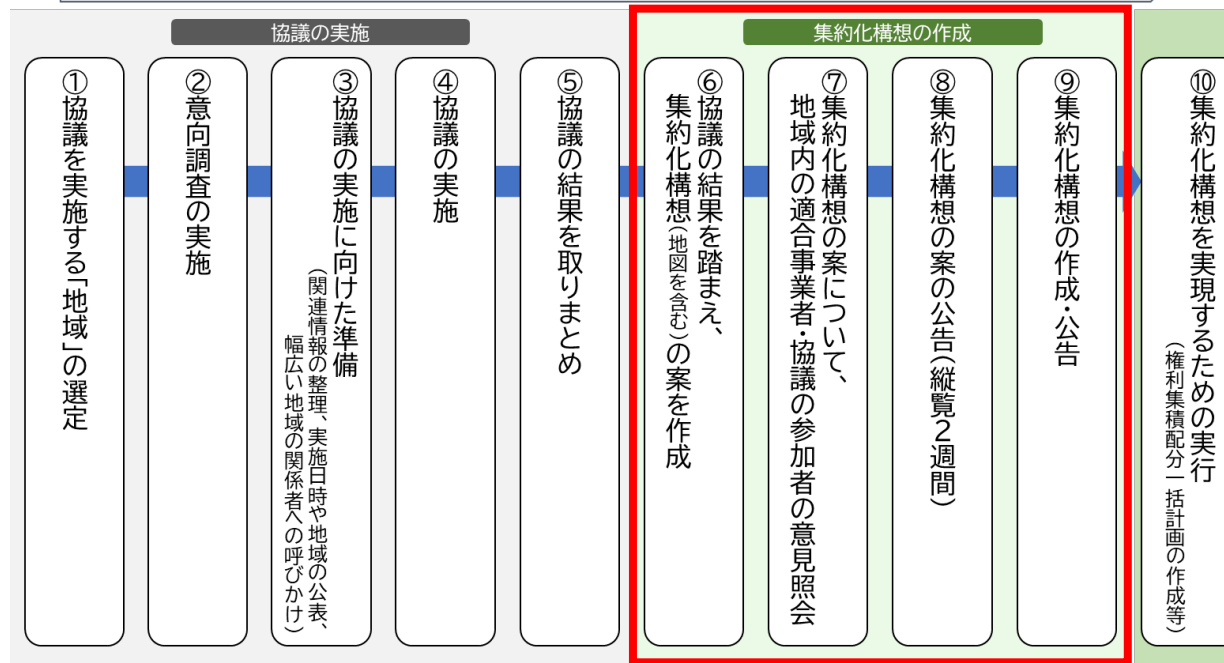 協議の実施
集約化構想の作成
①協議を実施する「地域」の選定
②意向調査の実施
③協議の実施に向けた準備
（関連情報の整理、実施日時や地域の公表、
幅広い地域の関係者への呼びかけ）
④協議の実施
⑤協議の結果を取りまとめ
⑥協議の結果を踏まえ、
集約化構想（地図を含む）の案を作成
⑦集約化構想の案について、
地域内の適合事業者・協議の参加者の意見照会
⑧集約化構想の案の公告（縦覧２週間）
⑨集約化構想の作成・公告
⑩集約化構想を実現するための実行
（権利集積配分一括計画の作成等）